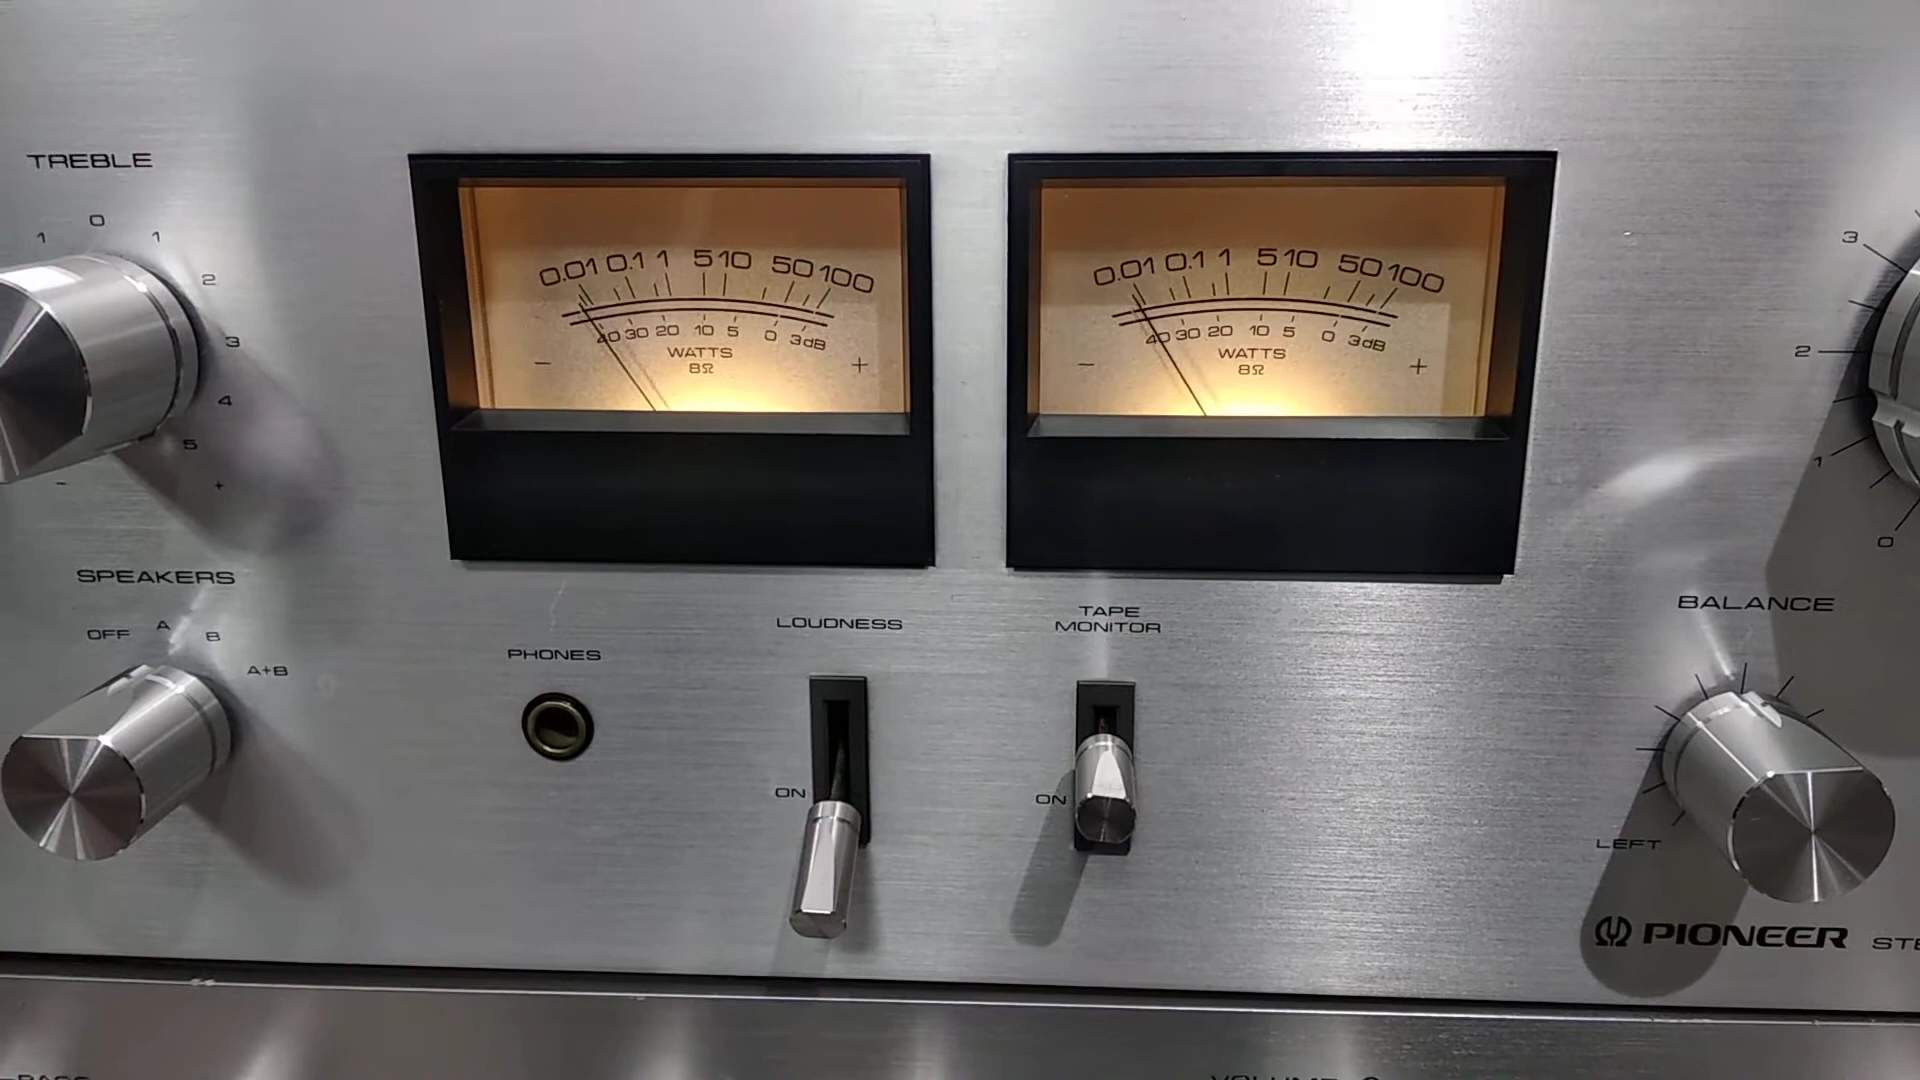 TREBLE
1 0 1
2
3
4
5
- +
0.01 0.1 1 5 10 50 100
40 30 20 10 5 0 3dB
WATTS
8Ω
- +
0.01 0.1 1 5 10 50 100
40 30 20 10 5 0 3dB
WATTS
8Ω
- +
3
2
1
0
SPEAKERS
OFF A B A+B
PHONES
LOUDNESS
ON
TAPE
MONITOR
ON
BALANCE
LEFT
PIONEER